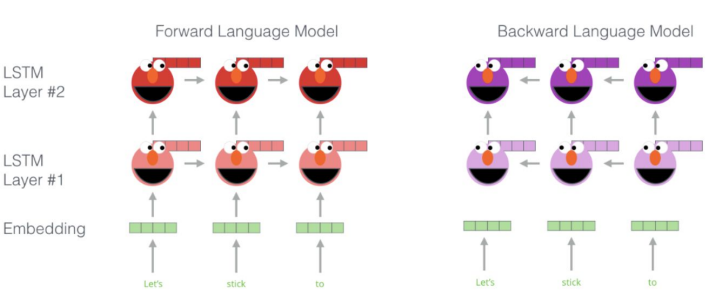 Forward Language Model
Backward Language Model
LSTM
Layer #2
LSTM
Layer #1
Embedding
Let's stick to
Let's stick to